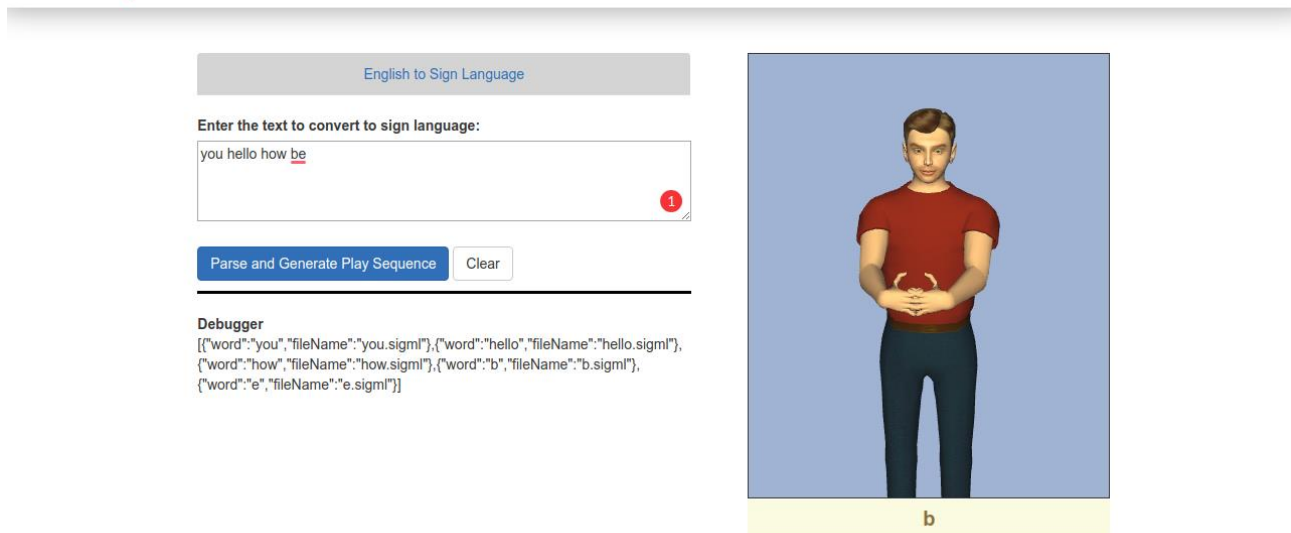 English to Sign Language
Enter the text to convert to sign language:
you hello how be
1
Parse and Generate Play Sequence
Clear
Debugger
[{"word":"you","fileName":"you.sigml"},{"word":"hello","fileName":"hello.sigml"},
{"word":"how","fileName":"how.sigml"},{"word":"b","fileName":"b.sigml"},
{"word":"e","fileName":"e.sigml"}]
b